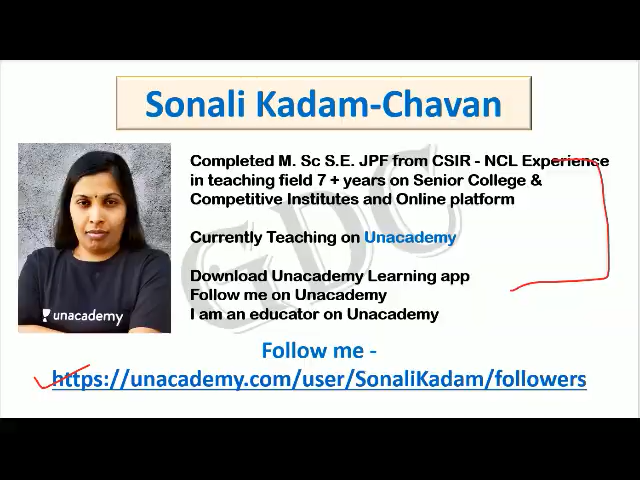 Sonali Kadam-Chavan
Completed M. Sc S.E. JPF from CSIR - NCL Experience
in teaching field 7 + years on Senior College &
Competitive Institutes and Online platform
Currently Teaching on Unacademy
Download Unacademy Learning app
Follow me on Unacademy
I am an educator on Unacademy
unacademy
GDC
Follow me -
https://unacademy.com/user/SonaliKadam/followers